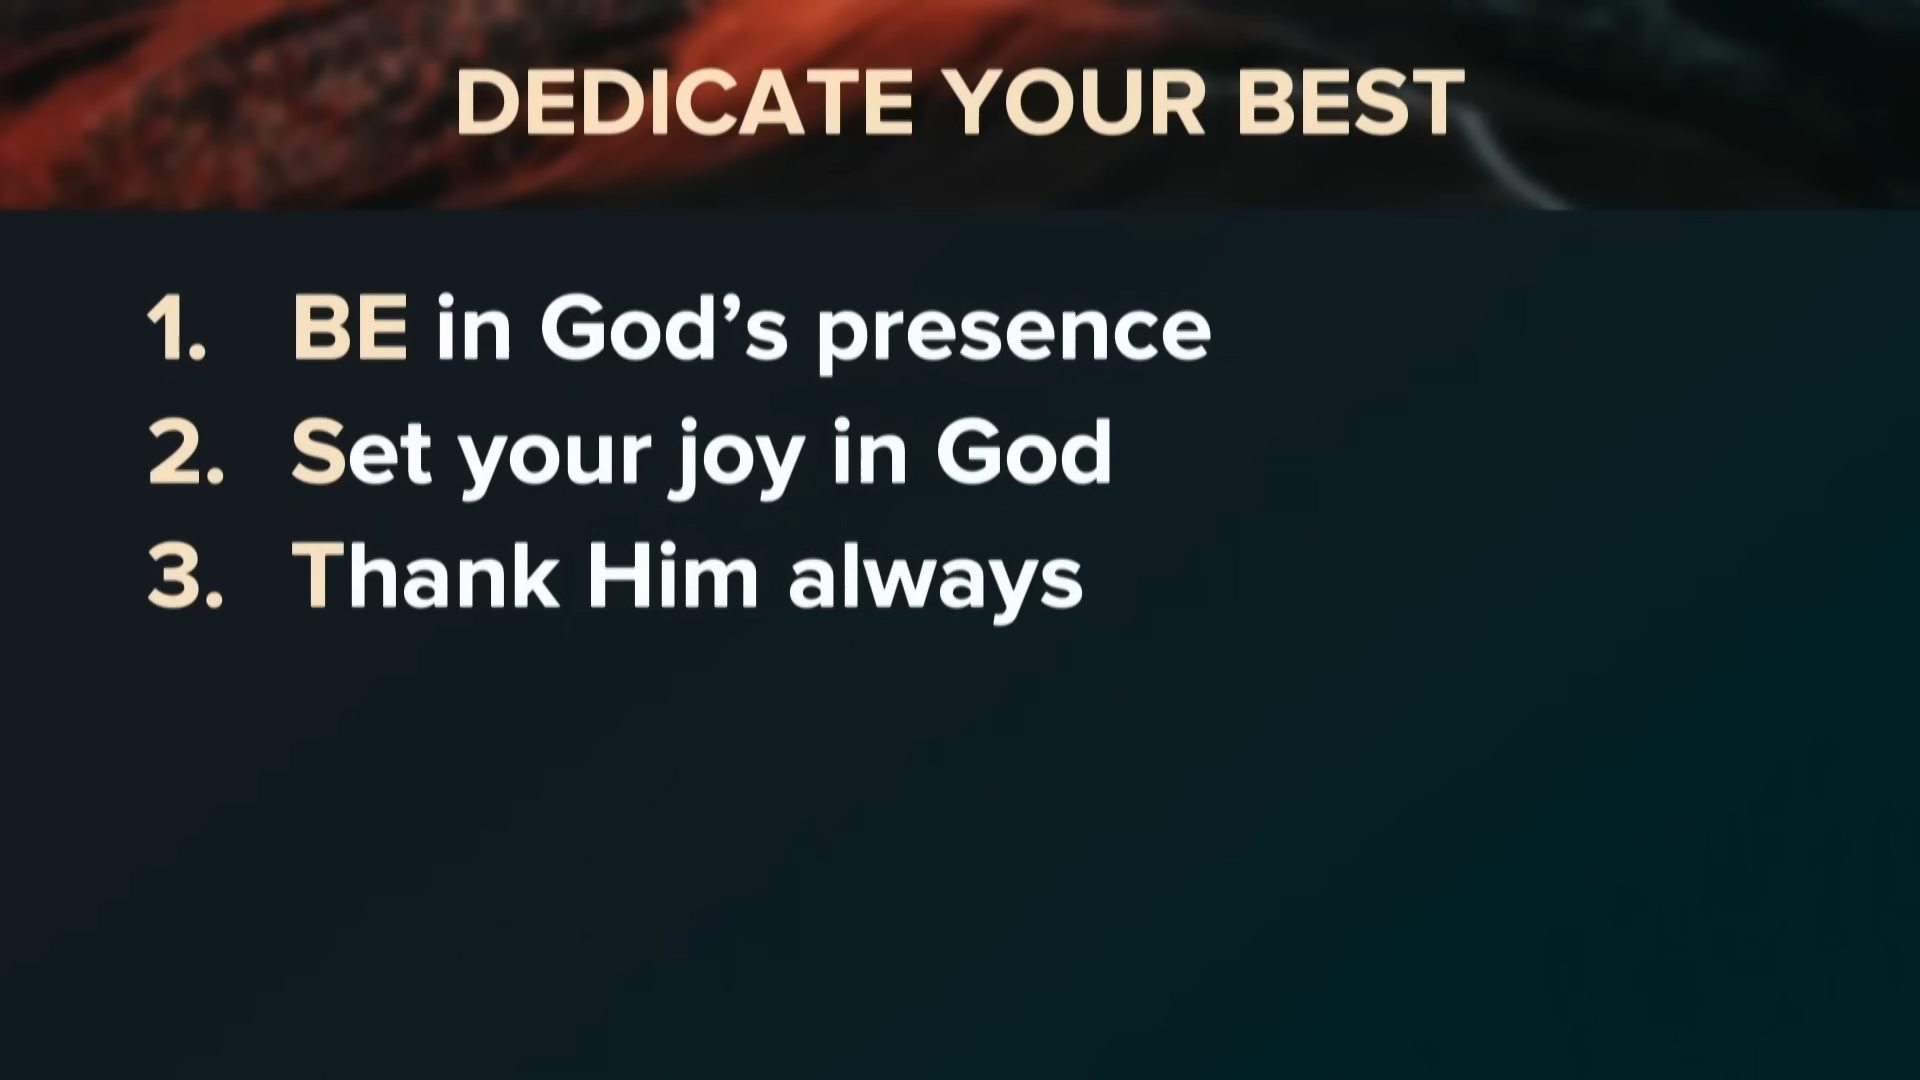 DEDICATE YOUR BEST
1. BE in God’s presence
2. Set your joy in God
3. Thank Him always